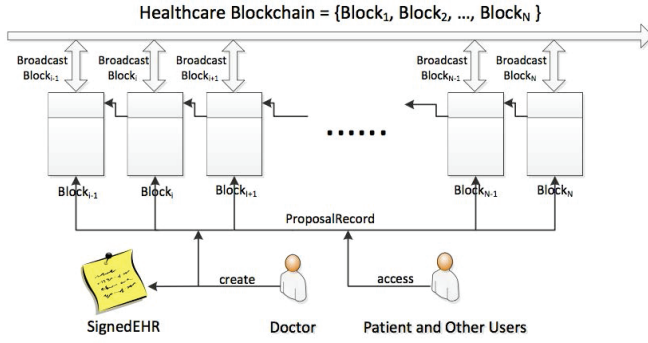 Healthcare Blockchain = {Block1, Block2, ..., BlockN }
Broadcast
Blocki-1
Broadcast
Blocki
Broadcast
Blocki+1
Broadcast
BlockN-1
Broadcast
BlockN
......
Blocki-1
Blocki
Blocki+1
BlockN-1
BlockN
ProposalRecord
create
access
SignedEHR
Doctor
Patient and Other Users